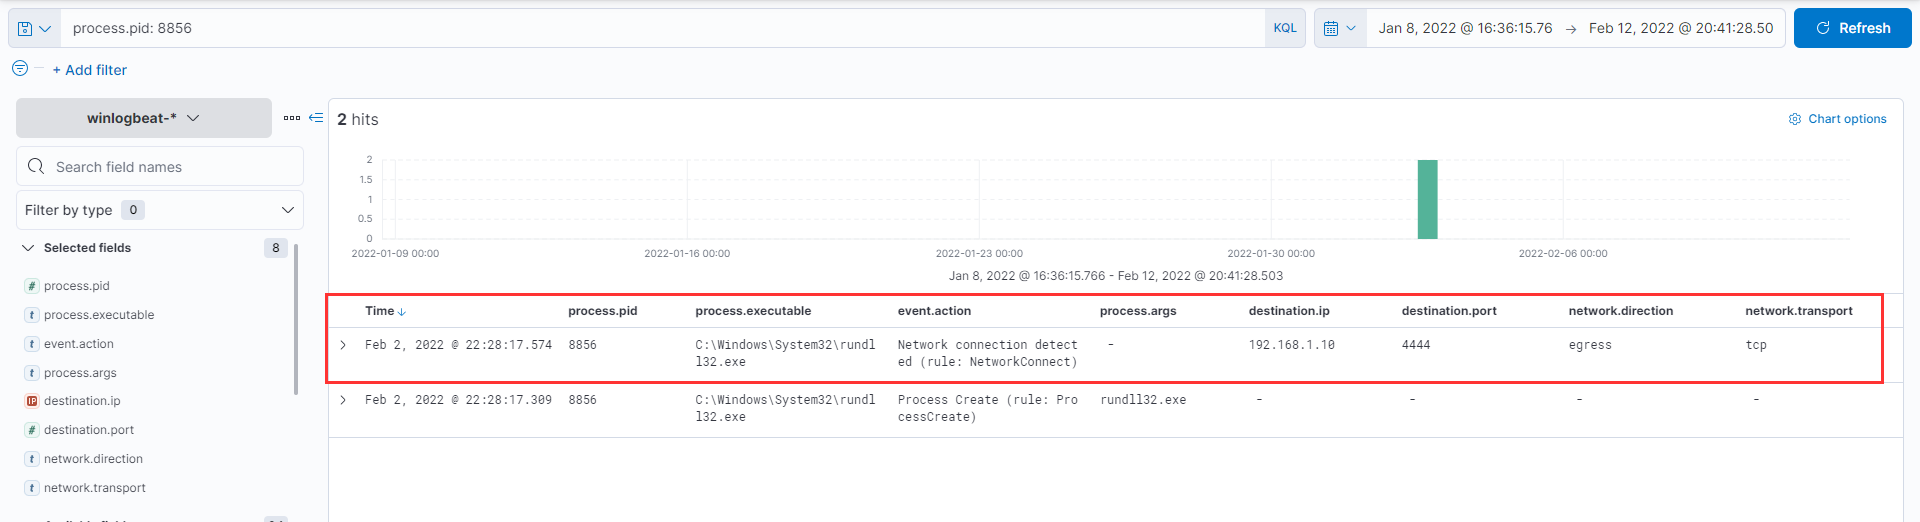 process.pid: 8856
KQL
Jan 8, 2022 @ 16:36:15.76 → Feb 12, 2022 @ 20:41:28.50
Refresh
+ Add filter
winlogbeat-*
Search field names
Filter by type 0
Selected fields 8
process.pid
process.executable
event.action
process.args
destination.ip
destination.port
network.direction
network.transport
2 hits
Chart options
2
1.5
1
0.5
0
2022-01-09 00:00 2022-01-16 00:00 2022-01-23 00:00 2022-01-30 00:00 2022-02-06 00:00
Jan 8, 2022 @ 16:36:15.766 - Feb 12, 2022 @ 20:41:28.503
Time process.pid process.executable event.action process.args destination.ip destination.port network.direction network.transport
Feb 2, 2022 @ 22:28:17.574 8856 C:\Windows\System32\rundl Network connection detect - 192.168.1.10 4444 egress tcp
l32.exe ed (rule: NetworkConnect)
Feb 2, 2022 @ 22:28:17.309 8856 C:\Windows\System32\rundl Process Create (rule: Pro rundll32.exe - - - -
l32.exe cessCreate)